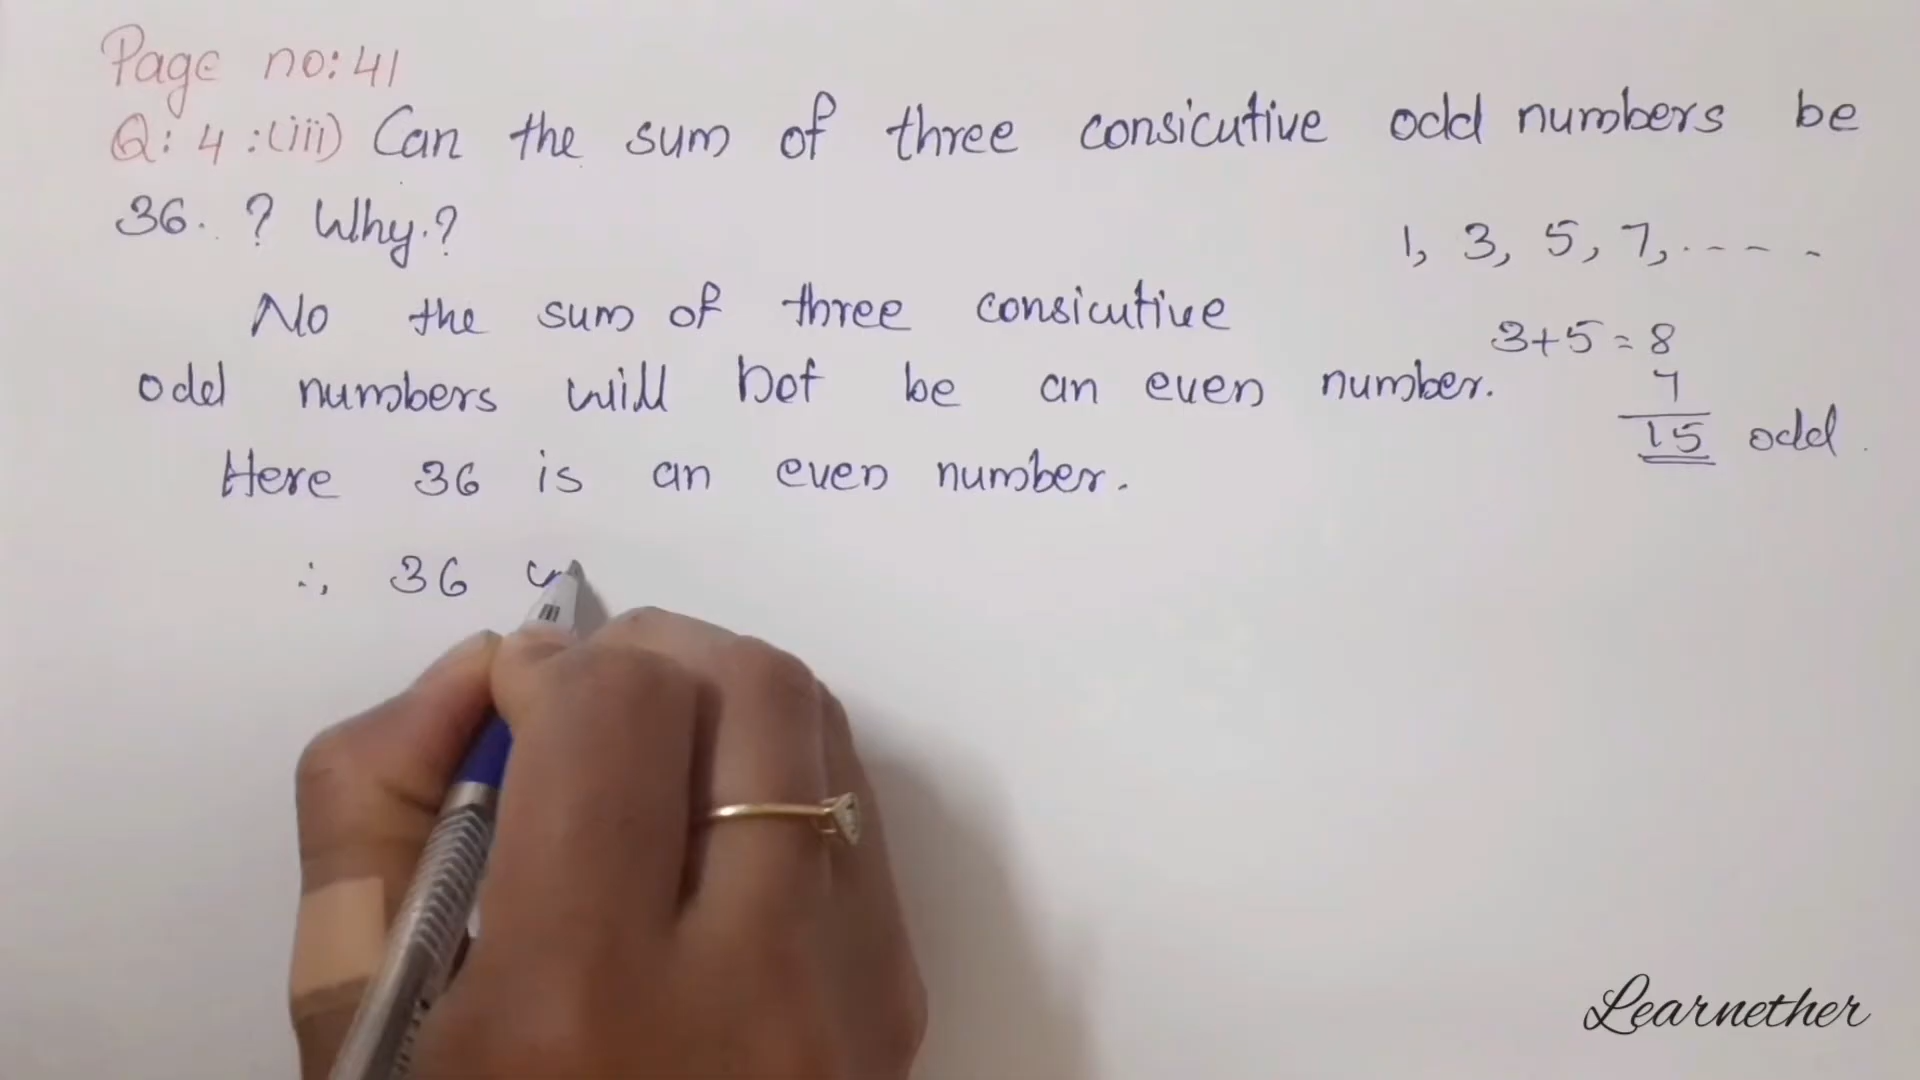 Page no: 41
Q: 4 :(iii) Can the sum of three consicutive odd numbers be
36. ? Why.?
1, 3, 5, 7, . - - - .
No the sum of three consicutive
odd numbers will not be an even number.
3+5 = 8
7
15 odd.
Here 36 is an even number.
∴ 36
Learnether